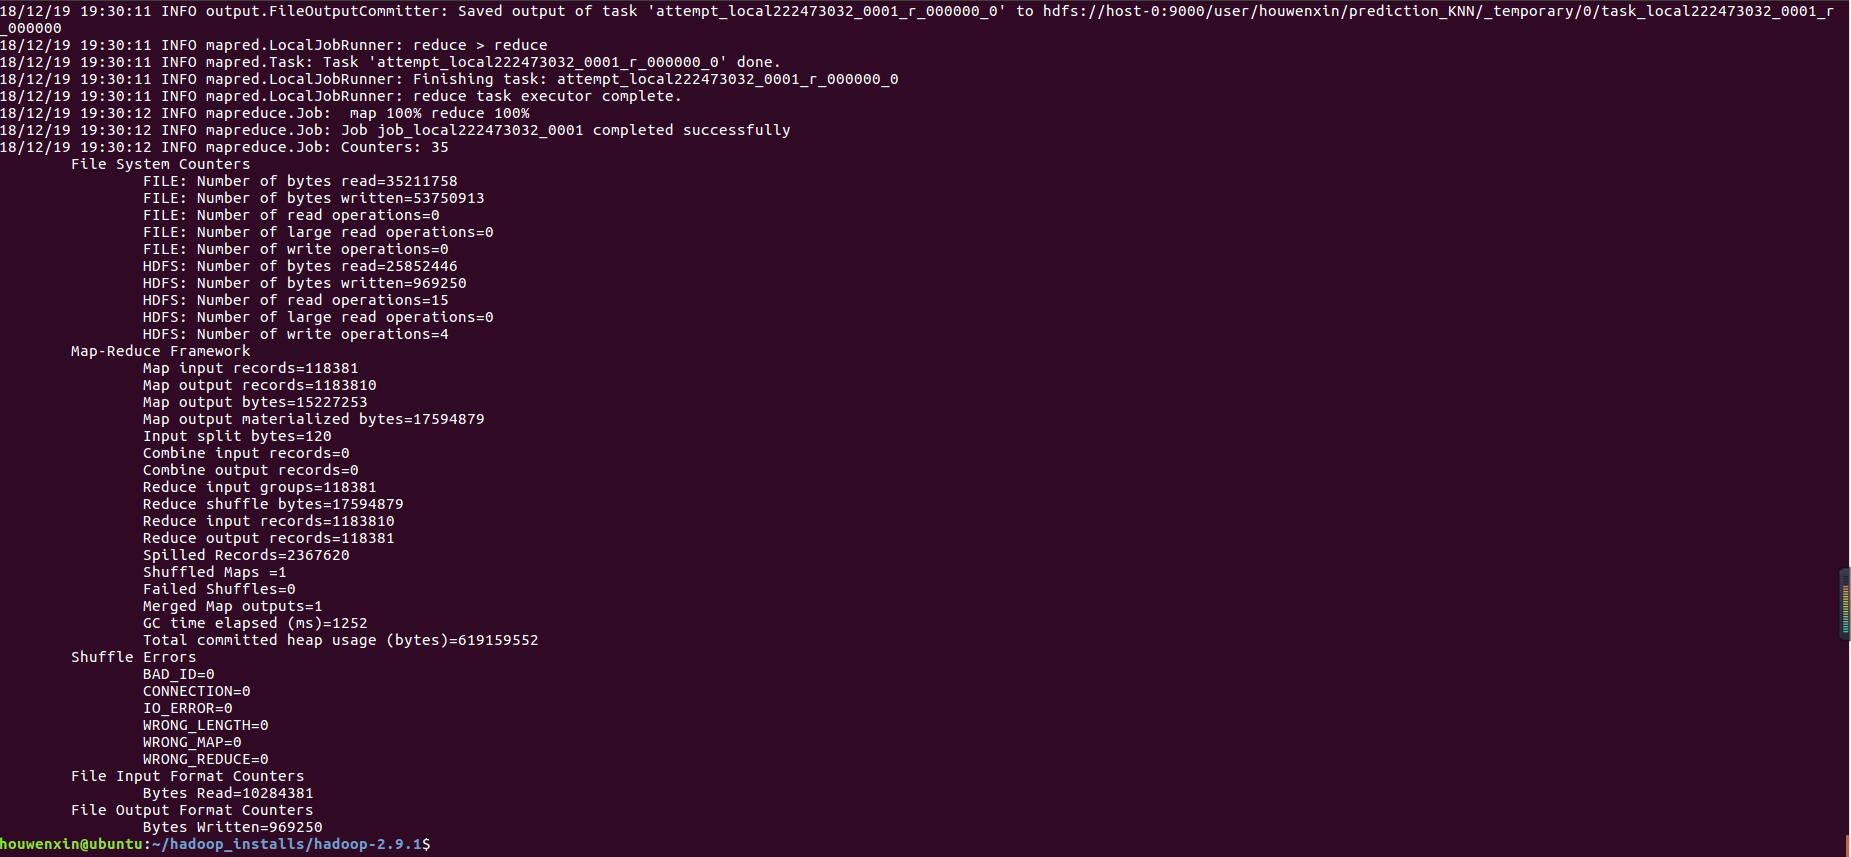 18/12/19 19:30:11 INFO output.FileOutputCommitter: Saved output of task 'attempt_local222473032_0001_r_000000_0' to hdfs://host-0:9000/user/houwenxin/prediction_KNN/_temporary/0/task_local222473032_0001_r
_000000
18/12/19 19:30:11 INFO mapred.LocalJobRunner: reduce > reduce
18/12/19 19:30:11 INFO mapred.Task: Task 'attempt_local222473032_0001_r_000000_0' done.
18/12/19 19:30:11 INFO mapred.LocalJobRunner: Finishing task: attempt_local222473032_0001_r_000000_0
18/12/19 19:30:11 INFO mapred.LocalJobRunner: reduce task executor complete.
18/12/19 19:30:12 INFO mapreduce.Job:  map 100% reduce 100%
18/12/19 19:30:12 INFO mapreduce.Job: Job job_local222473032_0001 completed successfully
18/12/19 19:30:12 INFO mapreduce.Job: Counters: 35
File System Counters
FILE: Number of bytes read=35211758
FILE: Number of bytes written=53750913
FILE: Number of read operations=0
FILE: Number of large read operations=0
FILE: Number of write operations=0
HDFS: Number of bytes read=25852446
HDFS: Number of bytes written=969250
HDFS: Number of read operations=15
HDFS: Number of large read operations=0
HDFS: Number of write operations=4
Map-Reduce Framework
Map input records=118381
Map output records=1183810
Map output bytes=15227253
Map output materialized bytes=17594879
Input split bytes=120
Combine input records=0
Combine output records=0
Reduce input groups=118381
Reduce shuffle bytes=17594879
Reduce input records=1183810
Reduce output records=118381
Spilled Records=2367620
Shuffled Maps =1
Failed Shuffles=0
Merged Map outputs=1
GC time elapsed (ms)=1252
Total committed heap usage (bytes)=619159552
Shuffle Errors
BAD_ID=0
CONNECTION=0
IO_ERROR=0
WRONG_LENGTH=0
WRONG_MAP=0
WRONG_REDUCE=0
File Input Format Counters
Bytes Read=10284381
File Output Format Counters
Bytes Written=969250
houwenxin@ubuntu:~/hadoop_installs/hadoop-2.9.1$